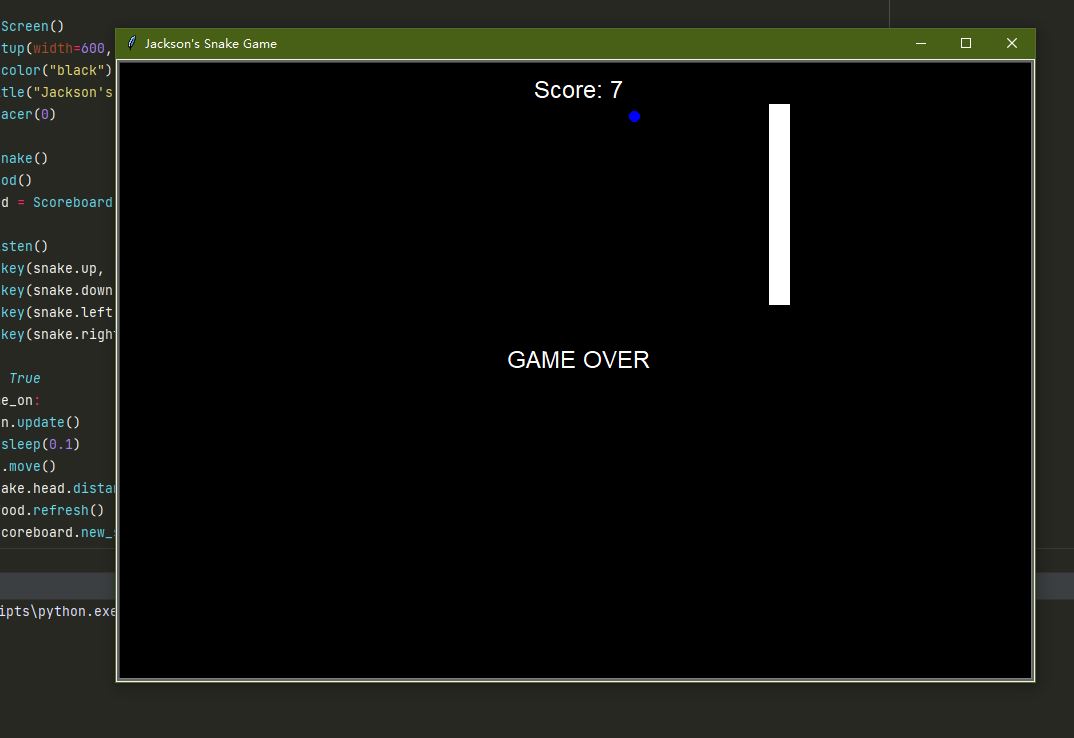 Screen()
tup(width=600,
color("black")
tle("Jackson's
acer(0)
nake()
od()
d = Scoreboard
sten()
key(snake.up,
key(snake.down
key(snake.left
key(snake.right
True
e_on:
n.update()
sleep(0.1)
.move()
ake.head.distan
ood.refresh()
coreboard.new_s
ipts\python.exe
Jackson's Snake Game
Score: 7
GAME OVER